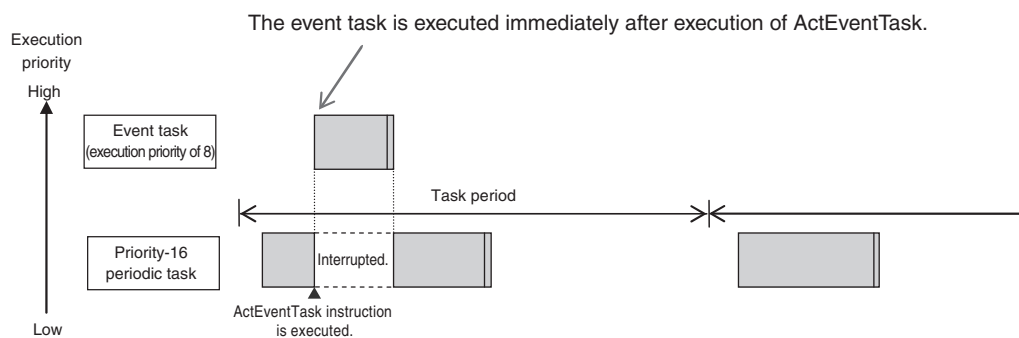 The event task is executed immediately after execution of ActEventTask.
Execution
priority
High
Event task
(execution priority of 8)
Task period
Priority-16
periodic task
Interrupted.
ActEventTask instruction
is executed.
Low